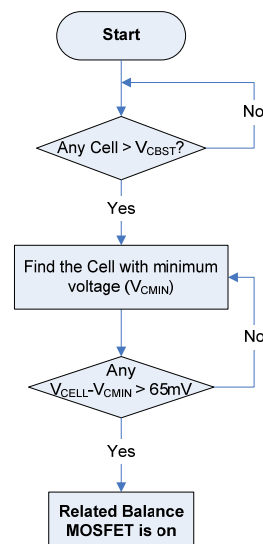 Start
No
Any Cell > VCBST?
Yes
Find the Cell with minimum
voltage (VCMIN)
No
Any
VCELL-VCMIN > 65mV
Yes
Related Balance
MOSFET is on